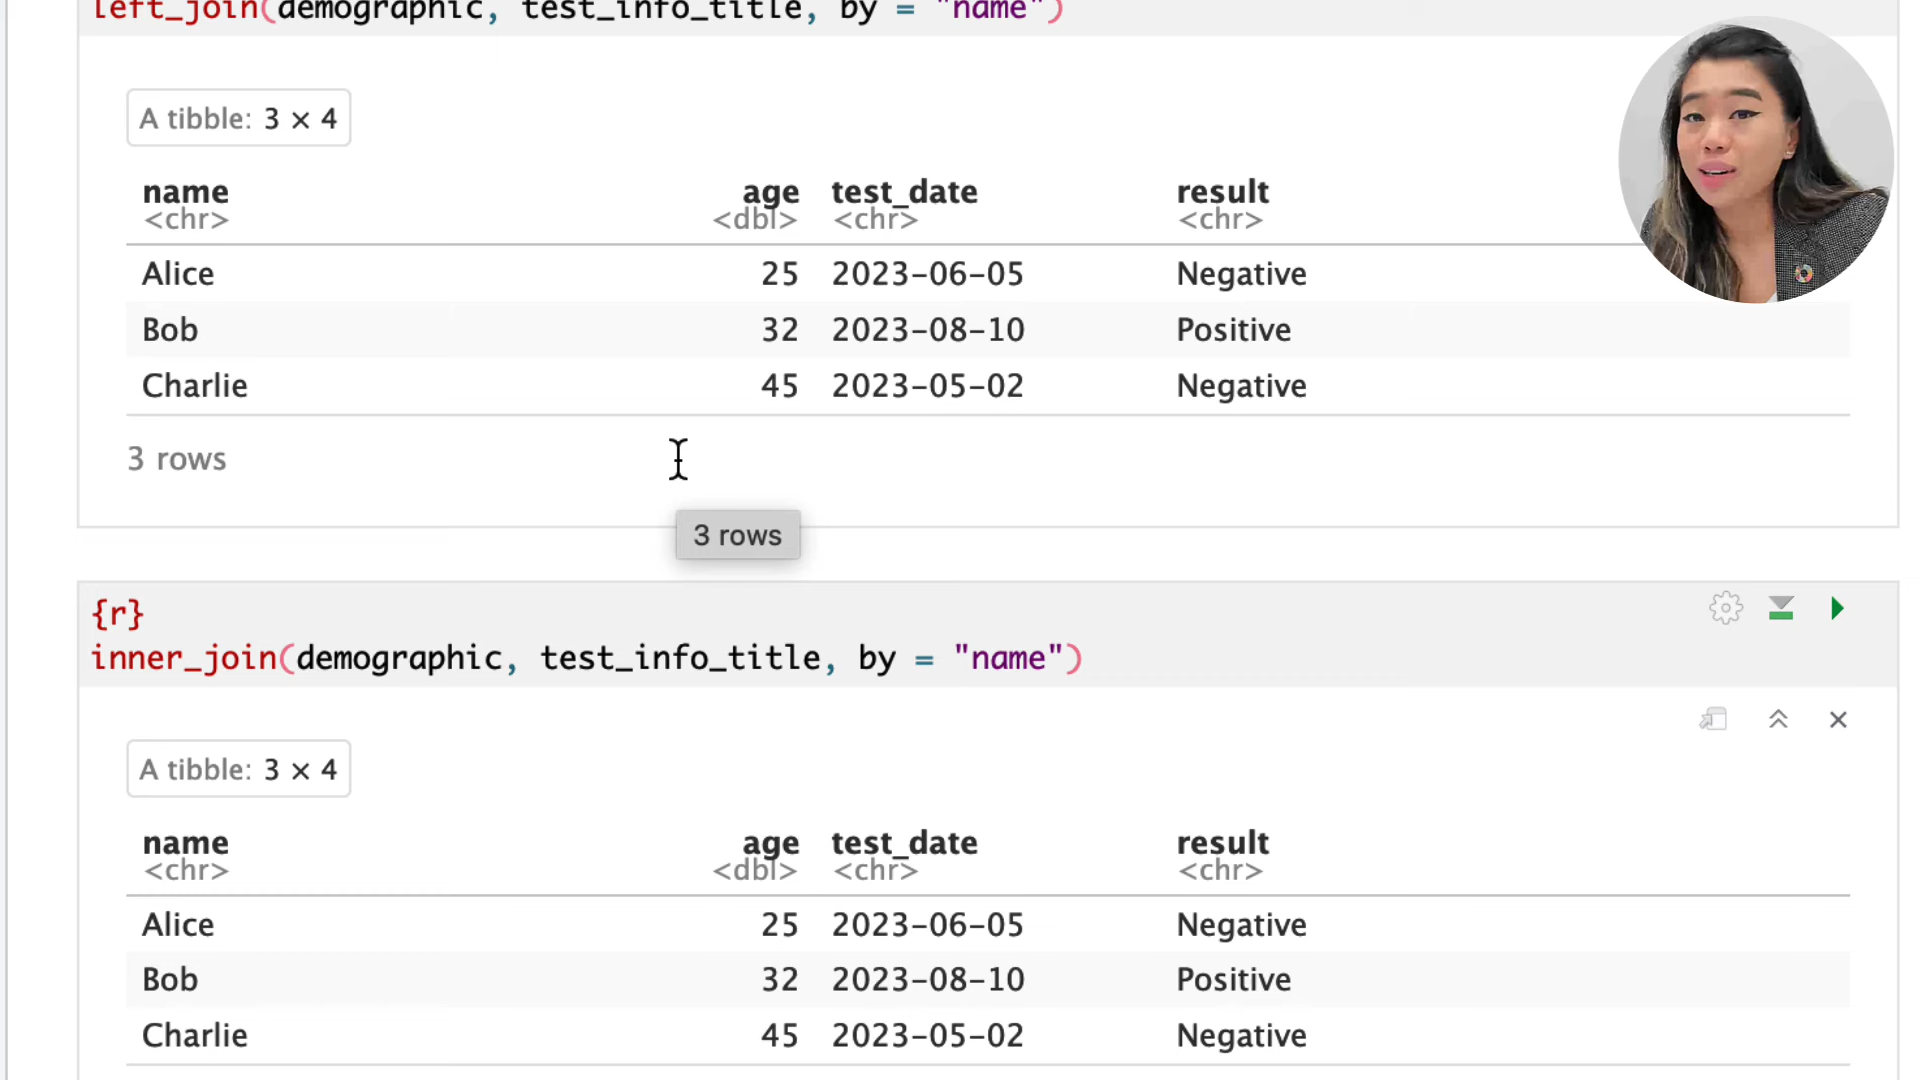 left_join(demographic, test_info_title, by = "name")
A tibble: 3 × 4
name age test_date result
<chr> <dbl> <chr> <chr>
Alice 25 2023-06-05 Negative
Bob 32 2023-08-10 Positive
Charlie 45 2023-05-02 Negative
3 rows
3 rows
{r}
inner_join(demographic, test_info_title, by = "name")
A tibble: 3 × 4
name age test_date result
<chr> <dbl> <chr> <chr>
Alice 25 2023-06-05 Negative
Bob 32 2023-08-10 Positive
Charlie 45 2023-05-02 Negative